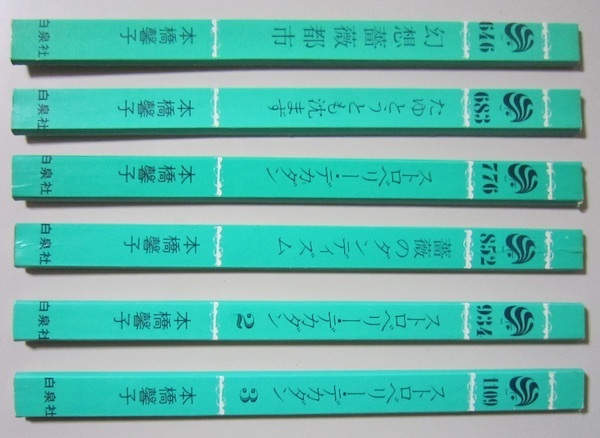 646 幻想薔薇都市 本橋馨子 白泉社
683 たゆとうとも沈まず 本橋馨子 白泉社
776 ストロベリー・デカダン 本橋馨子 白泉社
852 薔薇のダンディズム 本橋馨子 白泉社
934 ストロベリー・デカダン 2 本橋馨子 白泉社
1109 ストロベリー・デカダン 3 本橋馨子 白泉社